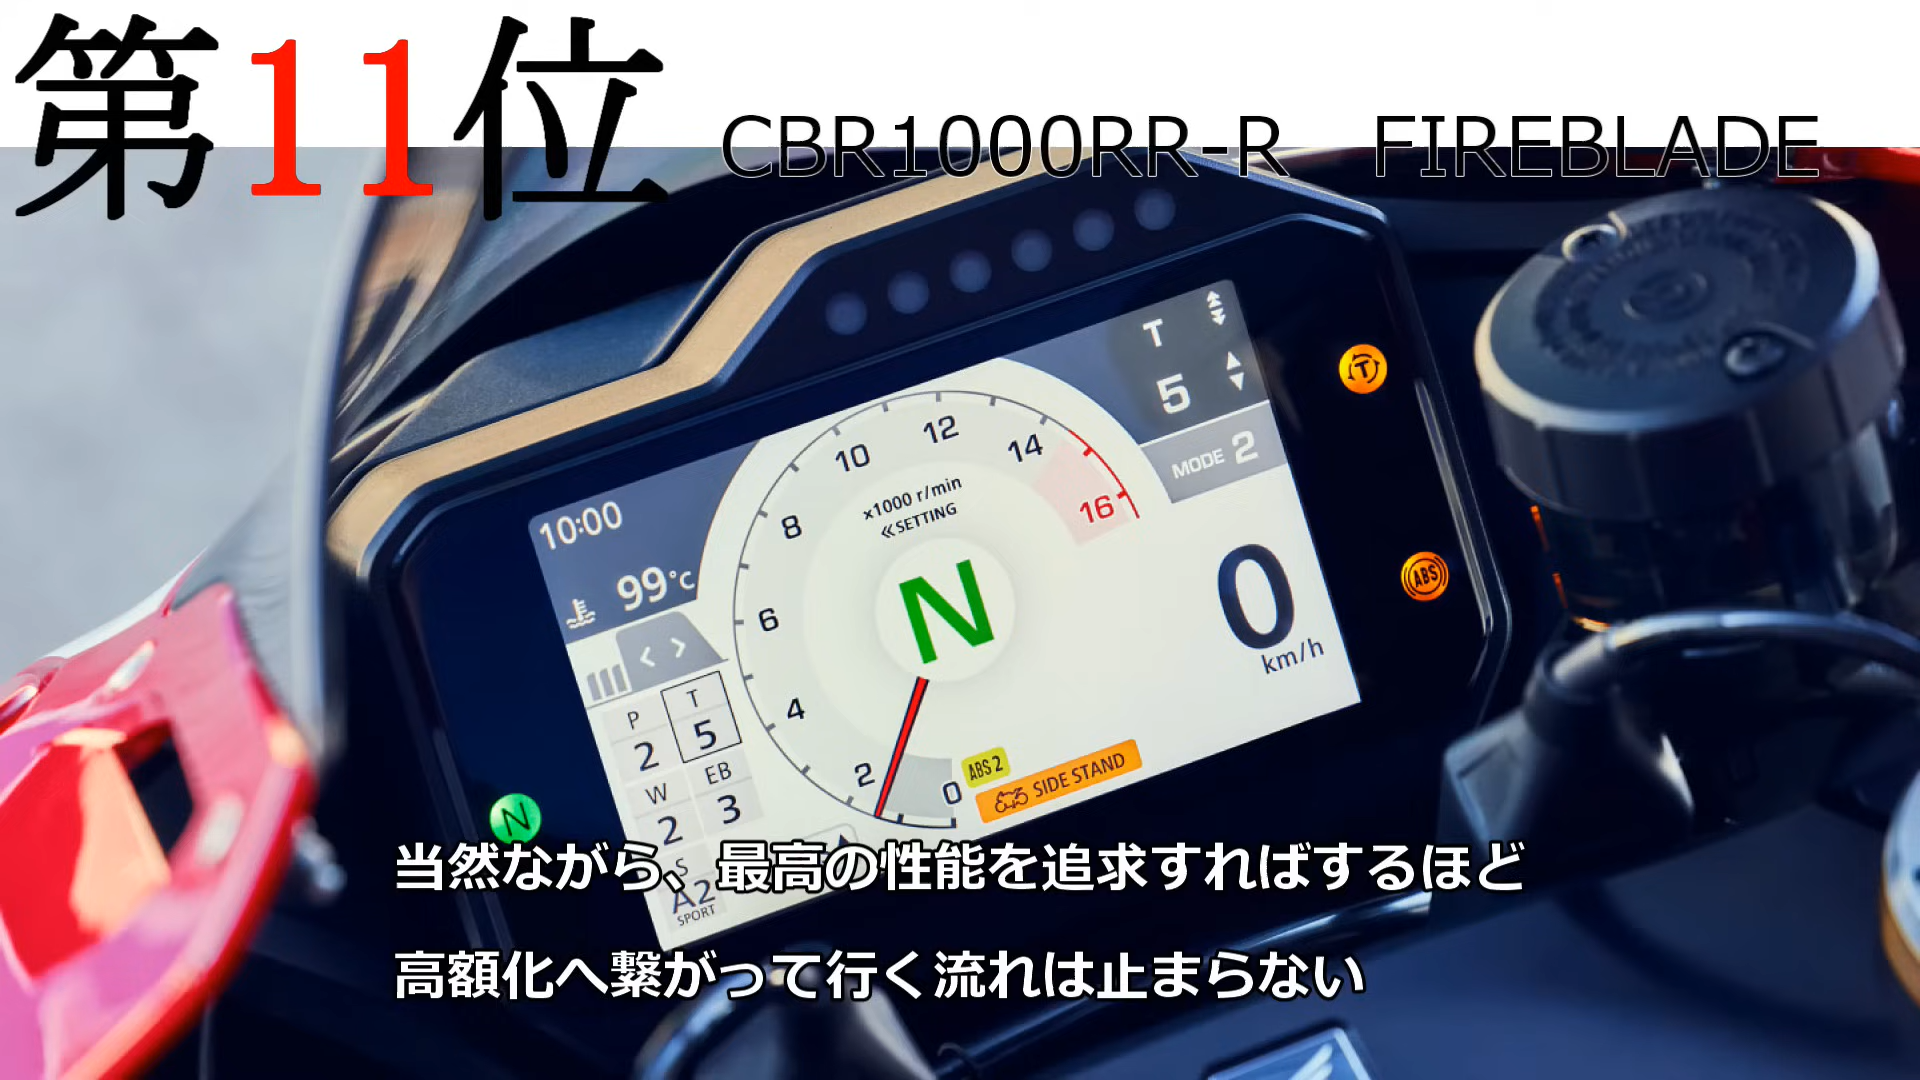 第11位
CBR1000RR-R FIREBLADE
T
5
MODE 2
10:00
99℃
12
10
14
8
16
x1000 r/min
≪SETTING
N
6
4
2
0
0
km/h
P
2
T
5
W
2
EB
3
S
A2
SPORT
ABS 2
SIDE STAND
T
ABS
N
当然ながら、最高の性能を追求すればするほど
高額化へ繋がって行く流れは止まらない